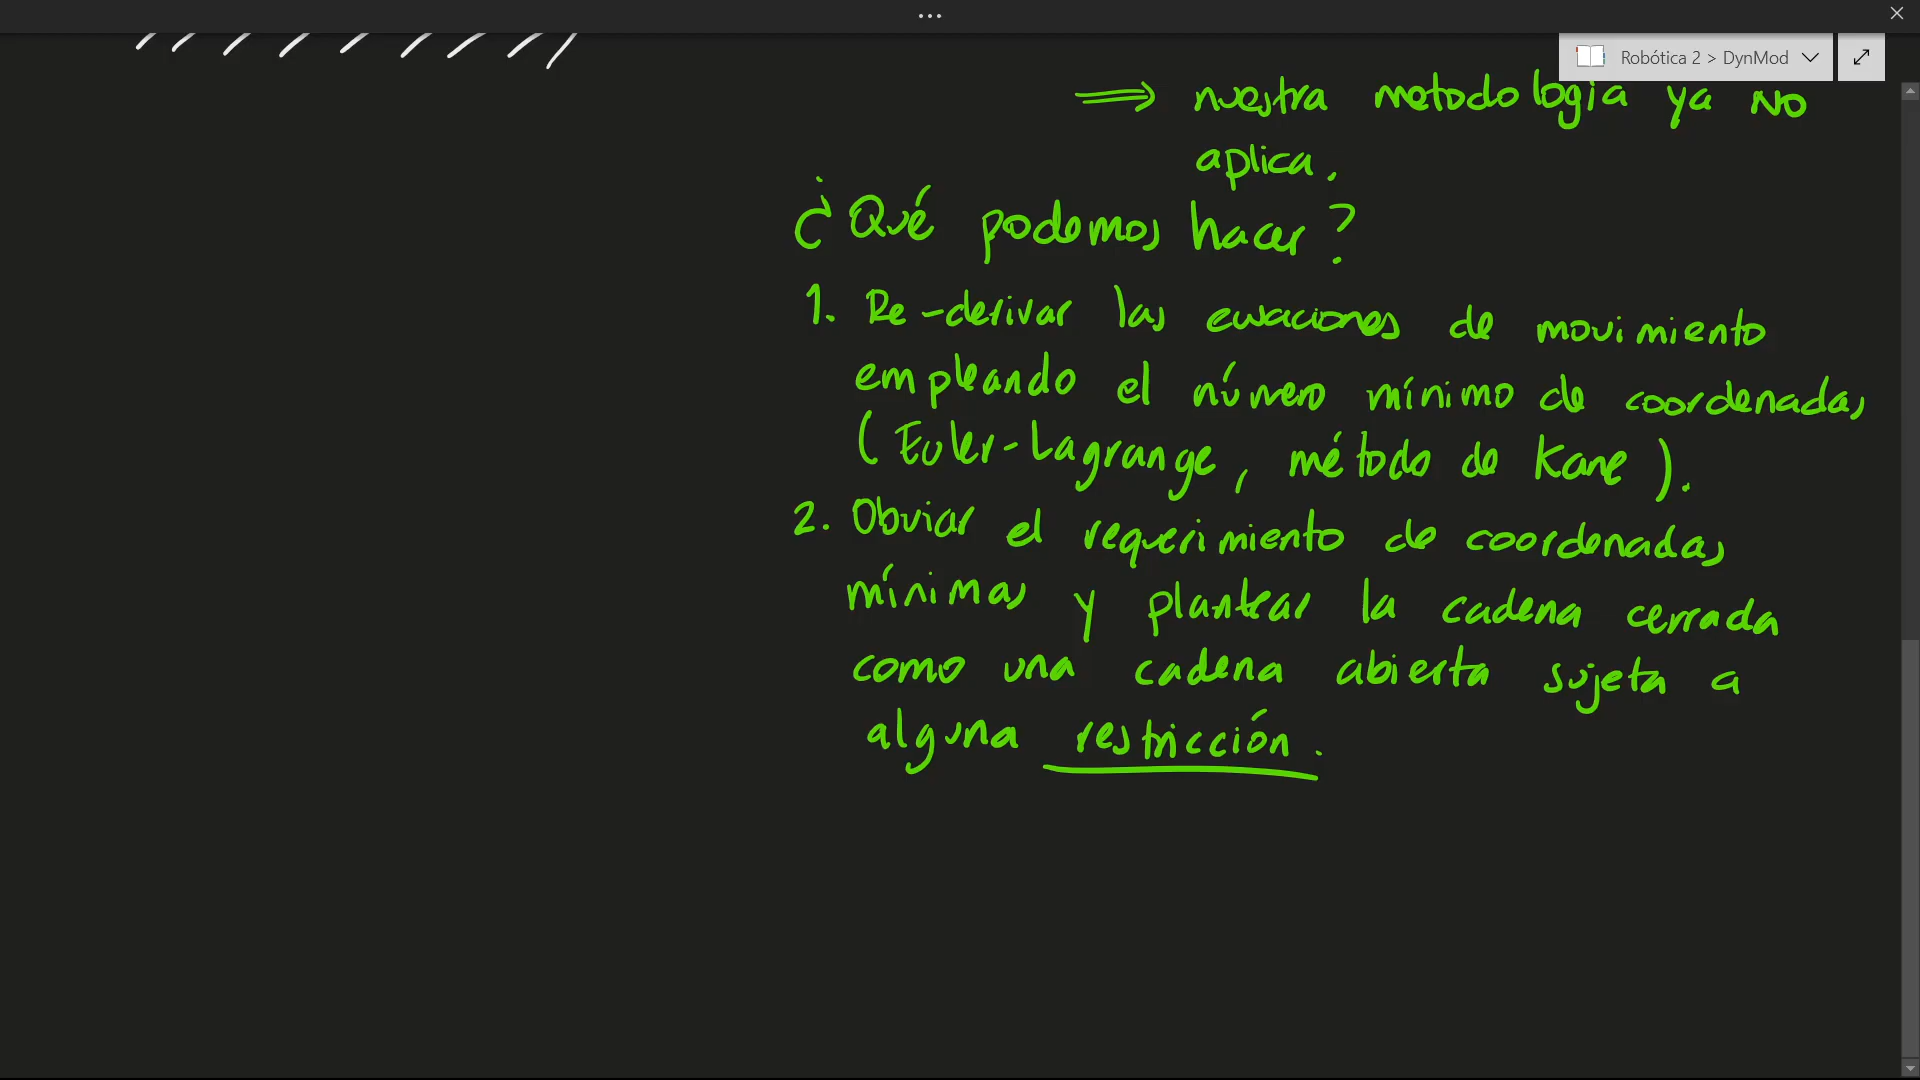 Robótica 2 > DynMod
⟹ nuestra metodología ya NO
aplica.
¿Qué podemos hacer?
1. Re-derivar las ecuaciones de movimiento
empleando el número mínimo de coordenadas
(Euler-Lagrange, método de Kane).
2. Obviar el requerimiento de coordenadas
mínimas y plantear la cadena cerrada
como una cadena abierta sujeta a
alguna restricción.